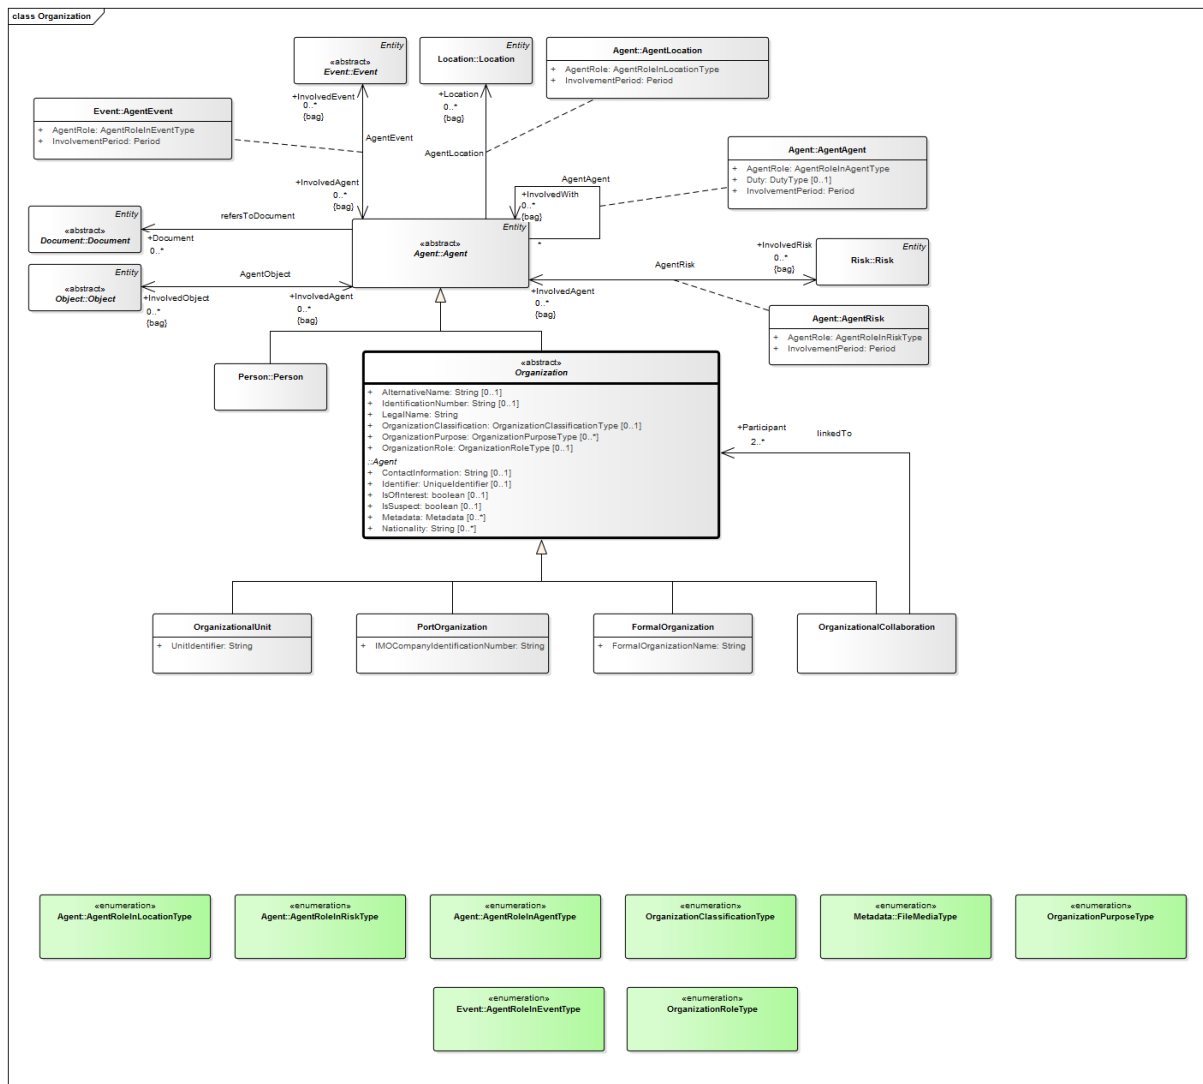 class Organization
Entity
«abstract»
Event::Event
Entity
Location::Location
Agent::AgentLocation
+ AgentRole: AgentRoleInLocationType
+ InvolvementPeriod: Period
+InvolvedEvent
0..*
{bag}
+Location
0..*
{bag}
Event::AgentEvent
+ AgentRole: AgentRoleInEventType
+ InvolvementPeriod: Period
AgentEvent
AgentLocation
Agent::AgentAgent
+ AgentRole: AgentRoleInAgentType
+ Duty: DutyType [0..1]
+ InvolvementPeriod: Period
AgentAgent
+InvolvedWith
0..*
{bag}
*
+InvolvedAgent
0..*
{bag}
Entity
«abstract»
Document::Document
refersToDocument
+Document
0..*
Entity
«abstract»
Agent::Agent
+InvolvedRisk
0..*
{bag}
Entity
Risk::Risk
AgentRisk
+InvolvedAgent
0..*
{bag}
Entity
«abstract»
Object::Object
AgentObject
+InvolvedObject
0..*
{bag}
+InvolvedAgent
0..*
{bag}
Agent::AgentRisk
+ AgentRole: AgentRoleInRiskType
+ InvolvementPeriod: Period
Person::Person
«abstract»
Organization
+ AlternativeName: String [0..1]
+ IdentificationNumber: String [0..1]
+ LegalName: String
+ OrganizationClassification: OrganizationClassificationType [0..1]
+ OrganizationPurpose: OrganizationPurposeType [0..*]
+ OrganizationRole: OrganizationRoleType [0..1]
::Agent
+ ContactInformation: String [0..1]
+ Identifier: UniqueIdentifier [0..1]
+ IsOfInterest: boolean [0..1]
+ IsSuspect: boolean [0..1]
+ Metadata: Metadata [0..*]
+ Nationality: String [0..*]
+Participant
2..*
linkedTo
OrganizationalUnit
+ UnitIdentifier: String
PortOrganization
+ IMOCompanyIdentificationNumber: String
FormalOrganization
+ FormalOrganizationName: String
OrganizationalCollaboration
«enumeration»
Agent::AgentRoleInLocationType
«enumeration»
Agent::AgentRoleInRiskType
«enumeration»
Agent::AgentRoleInAgentType
«enumeration»
OrganizationClassificationType
«enumeration»
Metadata::FileMediaType
«enumeration»
OrganizationPurposeType
«enumeration»
Event::AgentRoleInEventType
«enumeration»
OrganizationRoleType